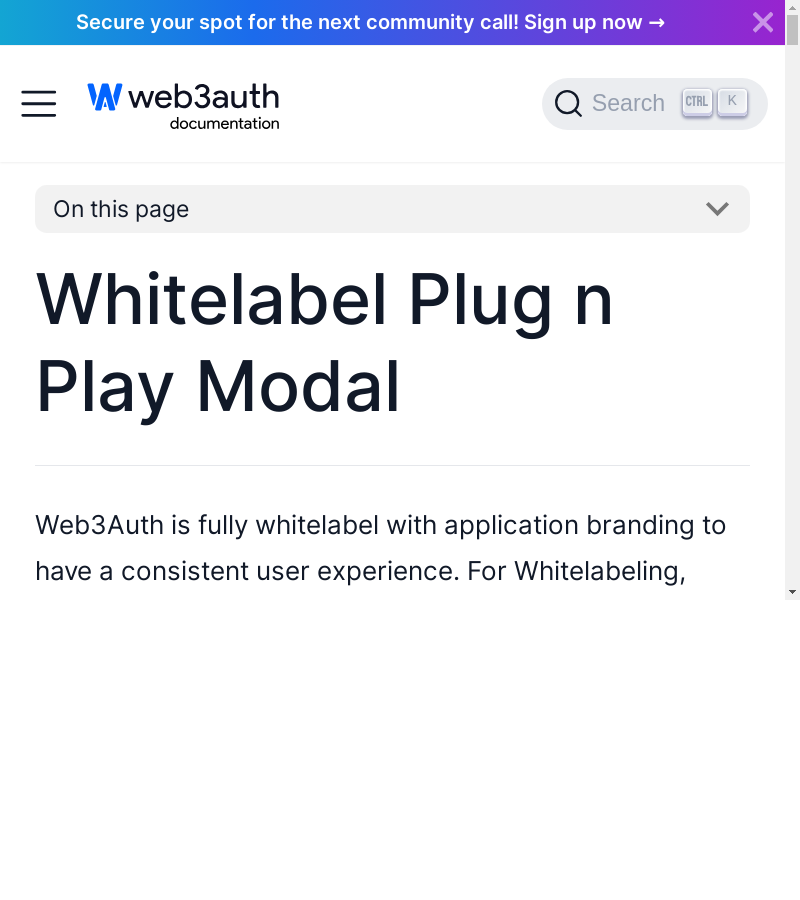 Secure your spot for the next community call! Sign up now →
web3auth
documentation
Search CTRL K
On this page
Whitelabel Plug n
Play Modal
Web3Auth is fully whitelabel with application branding to
have a consistent user experience. For Whitelabeling,